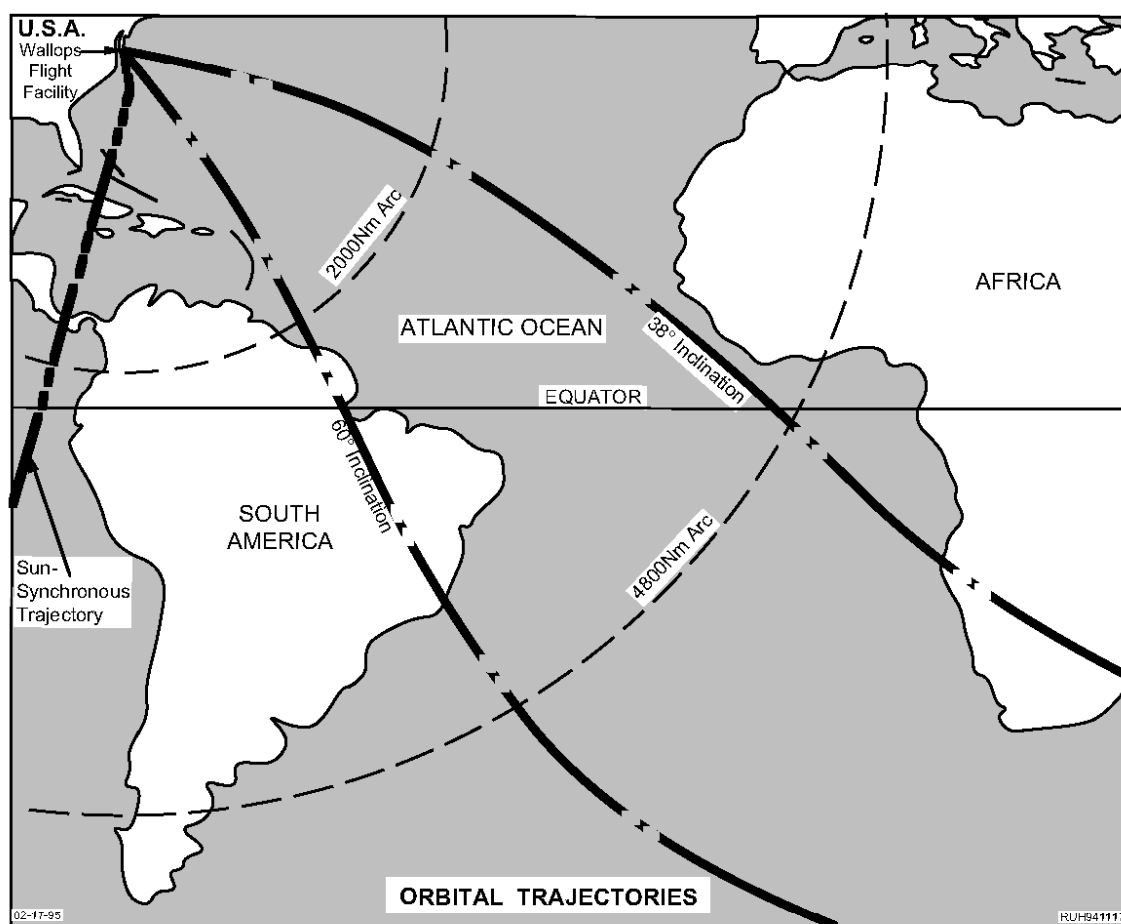 U.S.A.
Wallops
Flight
Facility
2000Nm Arc
AFRICA
ATLANTIC OCEAN
38° Inclination
EQUATOR
60° Inclination
SOUTH
AMERICA
4800Nm Arc
Sun-
Synchronous
Trajectory
ORBITAL TRAJECTORIES
02-17-95